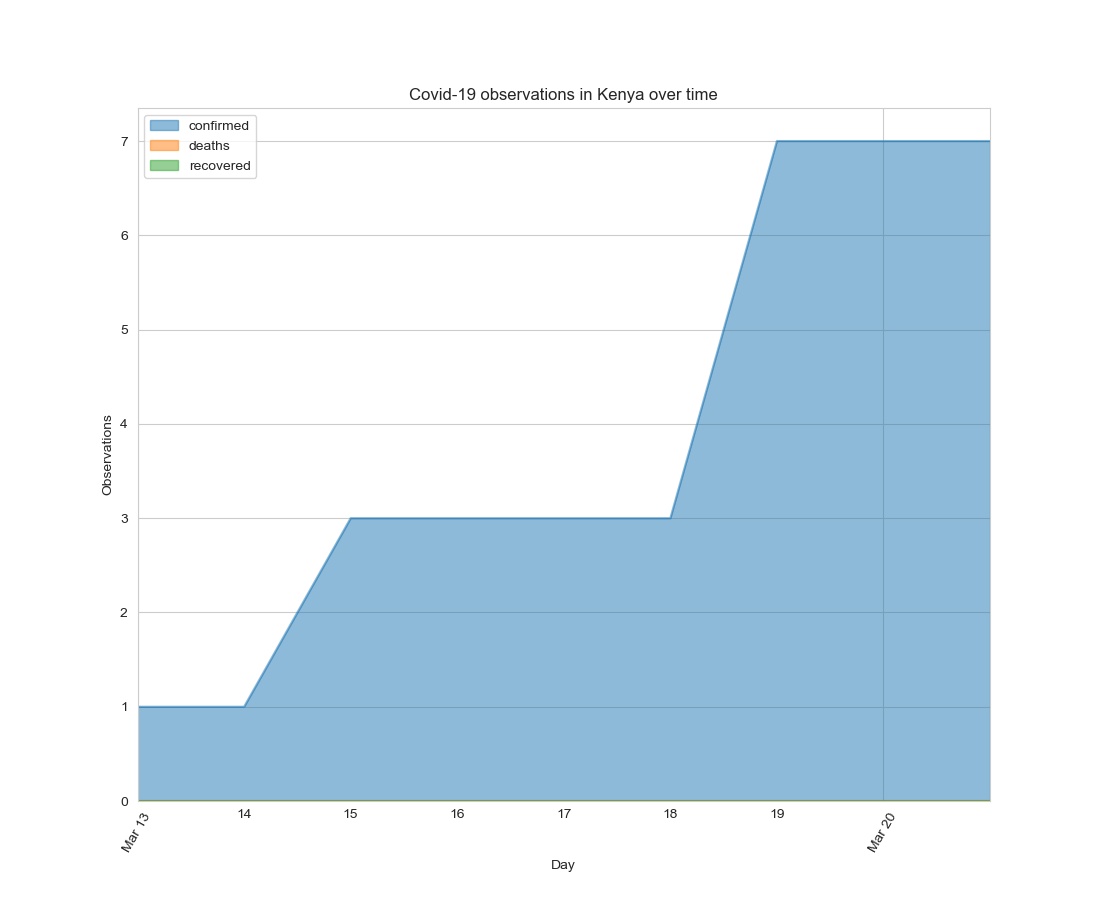 Covid-19 observations in Kenya over time
confirmed
deaths
recovered
7
6
5
4
3
2
1
0
Observations
Mar 13
14
15
16
17
18
19
Mar 20
Day